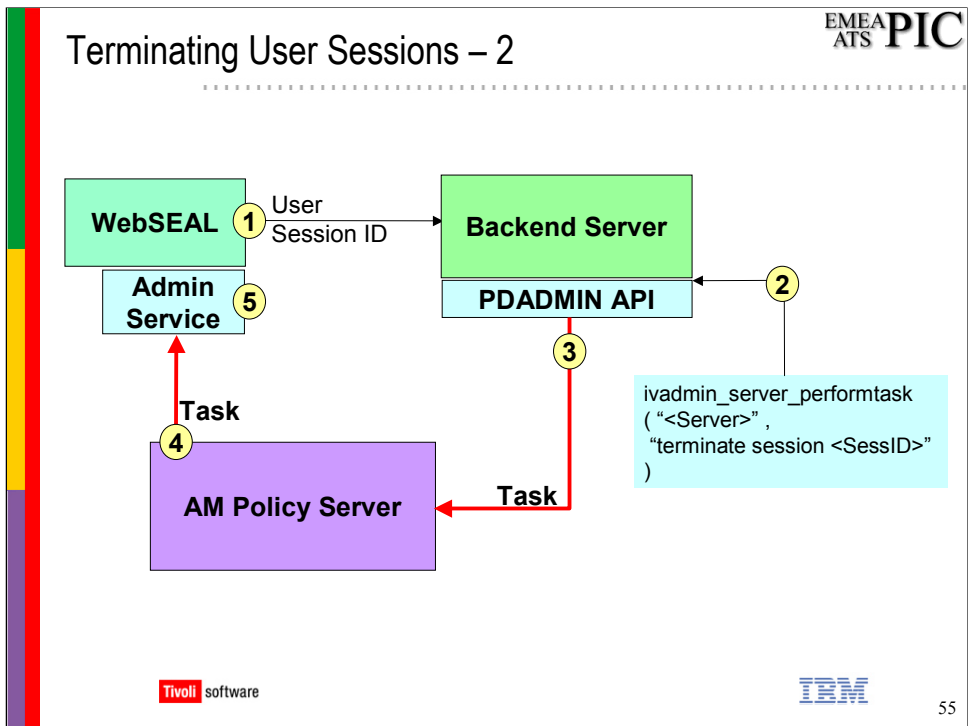 Terminating User Sessions – 2
EMEA
ATS PIC
WebSEAL
1
User
Session ID
Backend Server
Admin
Service
5
PDADMIN API
2
3
ivadmin_server_performtask
( “<Server>” ,
“terminate session <SessID>”
)
Task
4
AM Policy Server
Task
Tivoli software
IBM
55